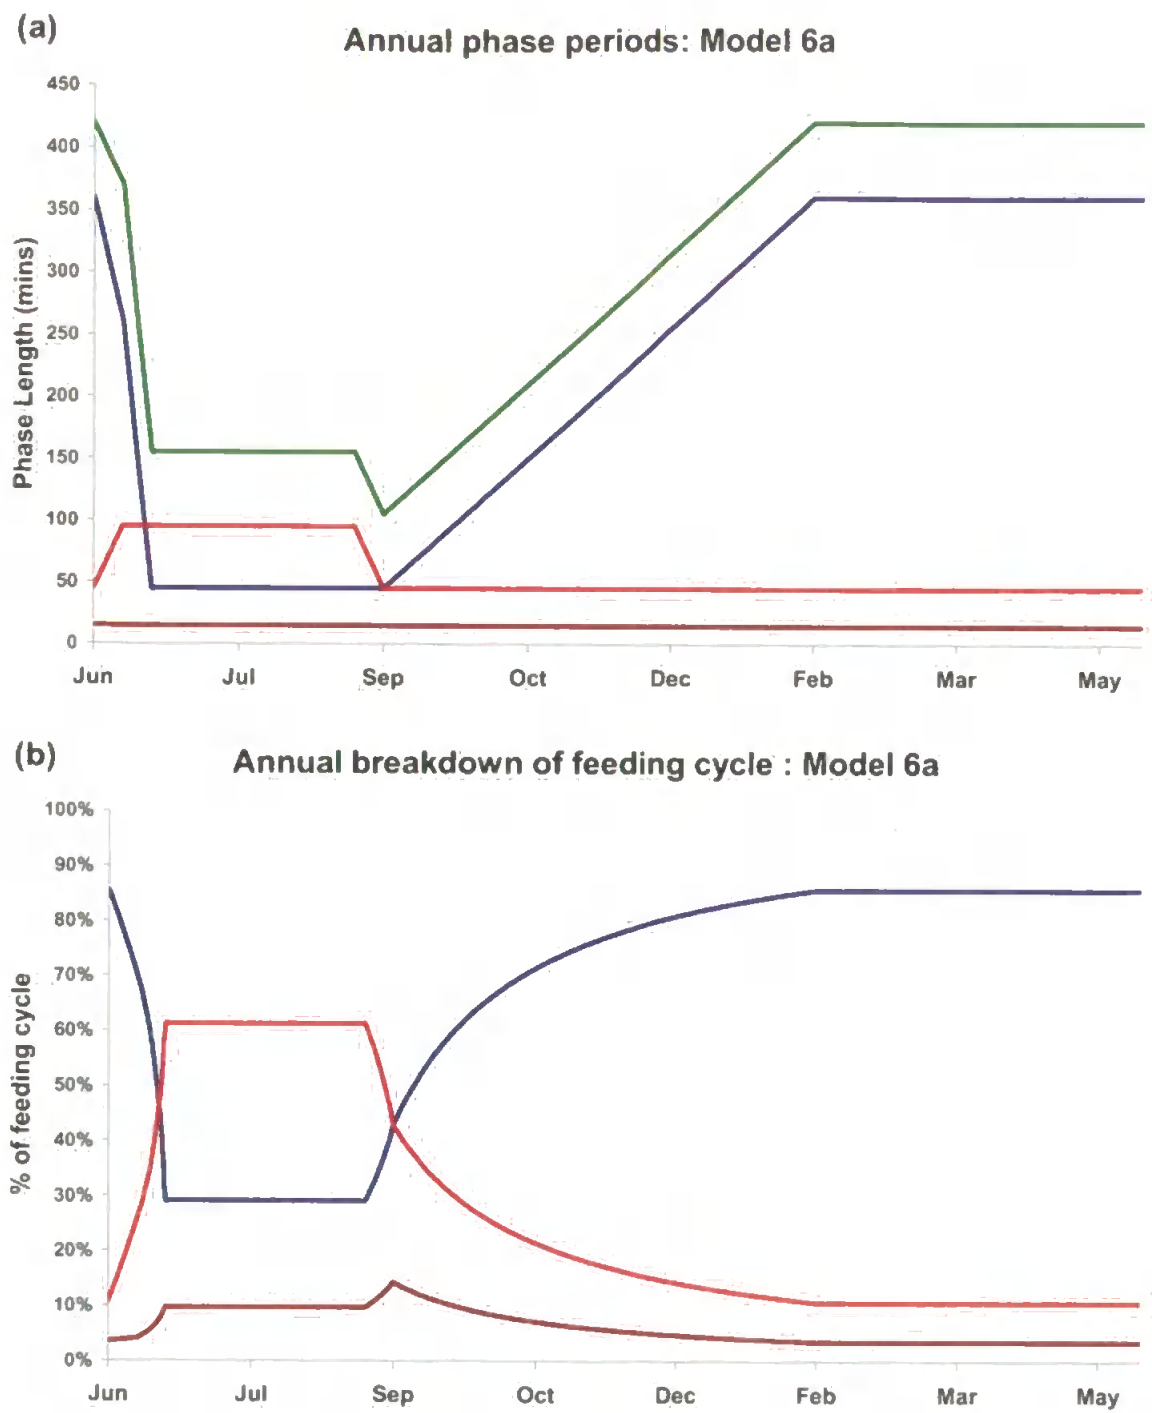 (a)
Annual phase periods: Model 6a
450
400
350
300
250
200
150
100
50
0
Phase Length (mins)
Jun Jul Sep Oct Dec Feb Mar May
(b)
Annual breakdown of feeding cycle : Model 6a
100%
90%
80%
70%
60%
50%
40%
30%
20%
10%
0%
% of feeding cycle
Jun Jul Sep Oct Dec Feb Mar May